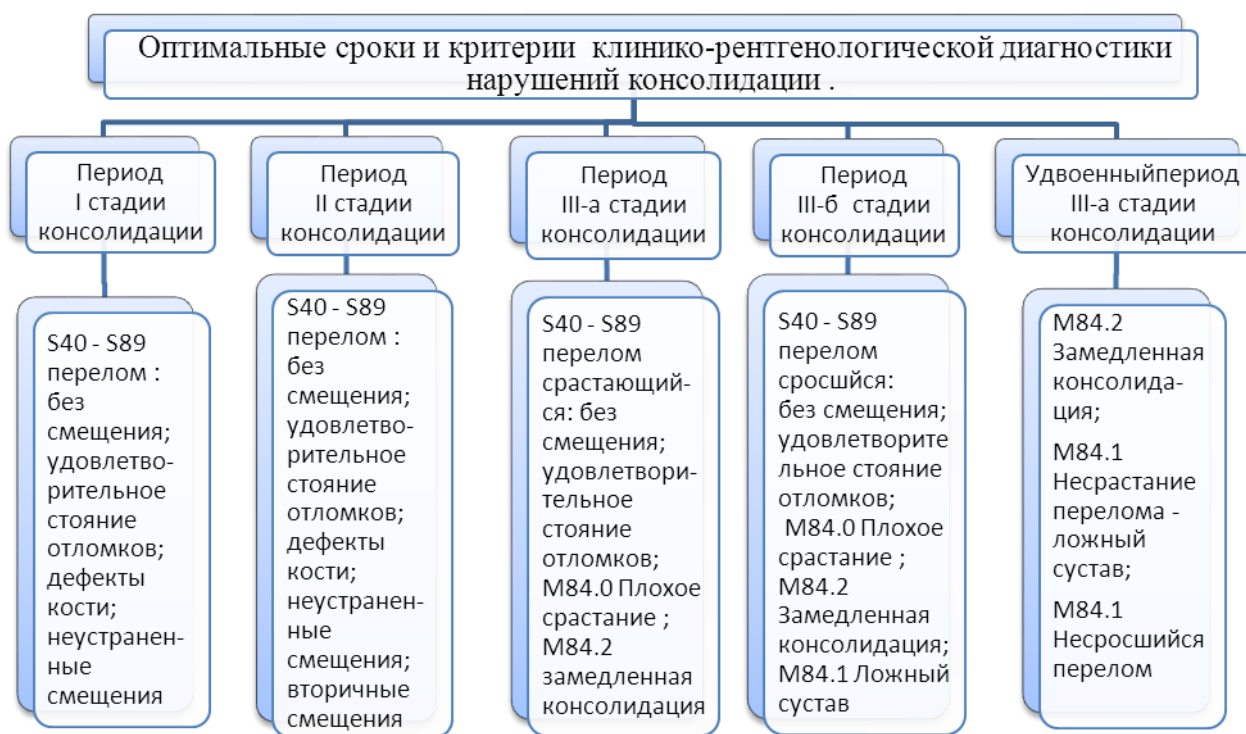 Оптимальные сроки и критерии клинико-рентгенологической диагностики
нарушений консолидации .
Период
I стадии
консолидации
Период
II стадии
консолидации
Период
III-а стадии
консолидации
Период
III-б стадии
консолидации
Удвоенныйпериод
III-а стадии
консолидации
S40 - S89
перелом :
без
смещения;
удовлетво-
рительное
стояние
отломков;
дефекты
кости;
неустранен-
ные
смещения
S40 - S89
перелом :
без
смещения;
удовлетво-
рительное
стояние
отломков;
дефекты
кости;
неустранен-
ные
смещения;
вторичные
смещения
S40 - S89
перелом
срастающий-
ся: без
смещения;
удовлетвори-
тельное
стояние
отломков;
М84.0 Плохое
срастание ;
М84.2
замедленная
консолидация
S40 - S89
перелом
сросшйся:
без смещения;
удовлетворите
льное стояние
отломков;
М84.0 Плохое
срастание ;
М84.2
Замедленная
консолидация;
М84.1 Ложный
сустав
М84.2
Замедленная
консолида-
ция;
М84.1
Несрастание
перелома -
ложный
сустав;
М84.1
Несросшийся
перелом